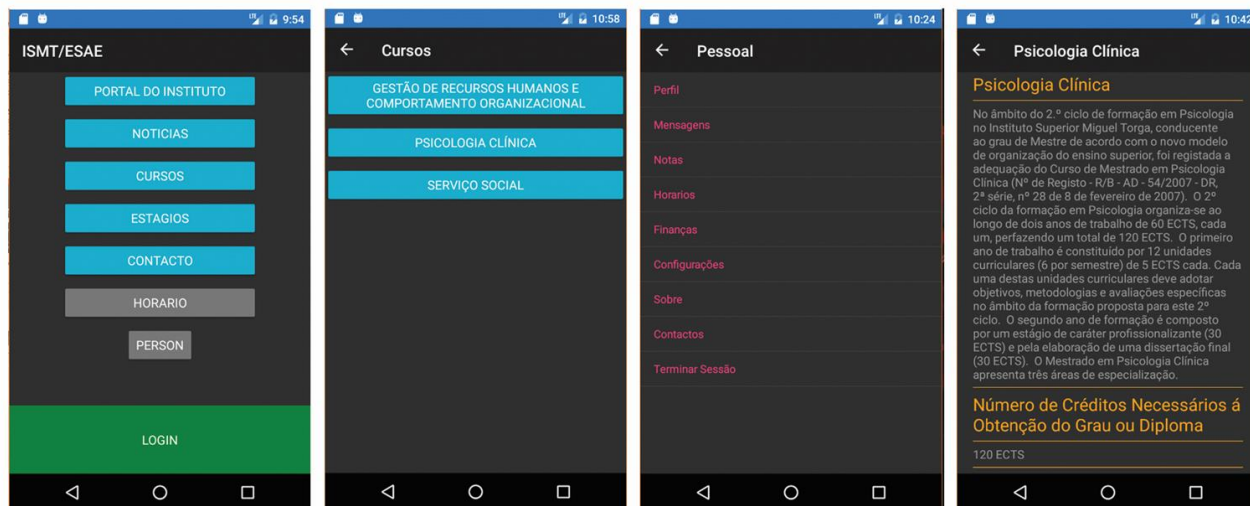 LTE 9:54
ISMT/ESAE
PORTAL DO INSTITUTO
NOTICIAS
CURSOS
ESTAGIOS
CONTACTO
HORARIO
PERSON
LOGIN
LTE 10:58
Cursos
GESTÃO DE RECURSOS HUMANOS E
COMPORTAMENTO ORGANIZACIONAL
PSICOLOGIA CLÍNICA
SERVIÇO SOCIAL
LTE 10:24
Pessoal
Perfil
Mensagens
Notas
Horarios
Finanças
Configurações
Sobre
Contactos
Terminar Sessão
LTE 10:42
Psicologia Clínica
Psicologia Clínica
No âmbito do 2.º ciclo de formação em Psicologia
no Instituto Superior Miguel Torga, conducente
ao grau de Mestre de acordo com o novo modelo
de organização do ensino superior, foi registada a
adequação do Curso de Mestrado em Psicologia
Clínica (Nº de Registo - R/B - AD - 54/2007 - DR,
2ª série, nº 28 de 8 de fevereiro de 2007). O 2º
ciclo da formação em Psicologia organiza-se ao
longo de dois anos de trabalho de 60 ECTS, cada
um, perfazendo um total de 120 ECTS. O primeiro
ano de trabalho é constituído por 12 unidades
curriculares (6 por semestre) de 5 ECTS cada. Cada
uma destas unidades curriculares deve adotar
objetivos, metodologias e avaliações específicas
no âmbito da formação proposta para este 2º
ciclo. O segundo ano de formação é composto
por um estágio de caráter profissionalizante (30
ECTS) e pela elaboração de uma dissertação final
(30 ECTS). O Mestrado em Psicologia Clínica
apresenta três áreas de especialização.
Número de Créditos Necessários á
Obtenção do Grau ou Diploma
120 ECTS